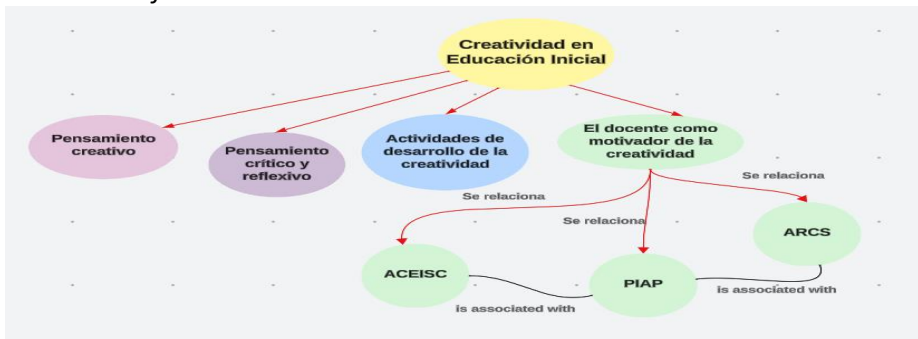 Creatividad en
Educación Inicial
Pensamiento
creativo
Pensamiento
crítico y
reflexivo
Actividades de
desarrollo de la
creatividad
El docente como
motivador de la
creatividad
Se relaciona
Se relaciona
Se relaciona
ARCS
ACEISC
PIAP
is associated with
is associated with